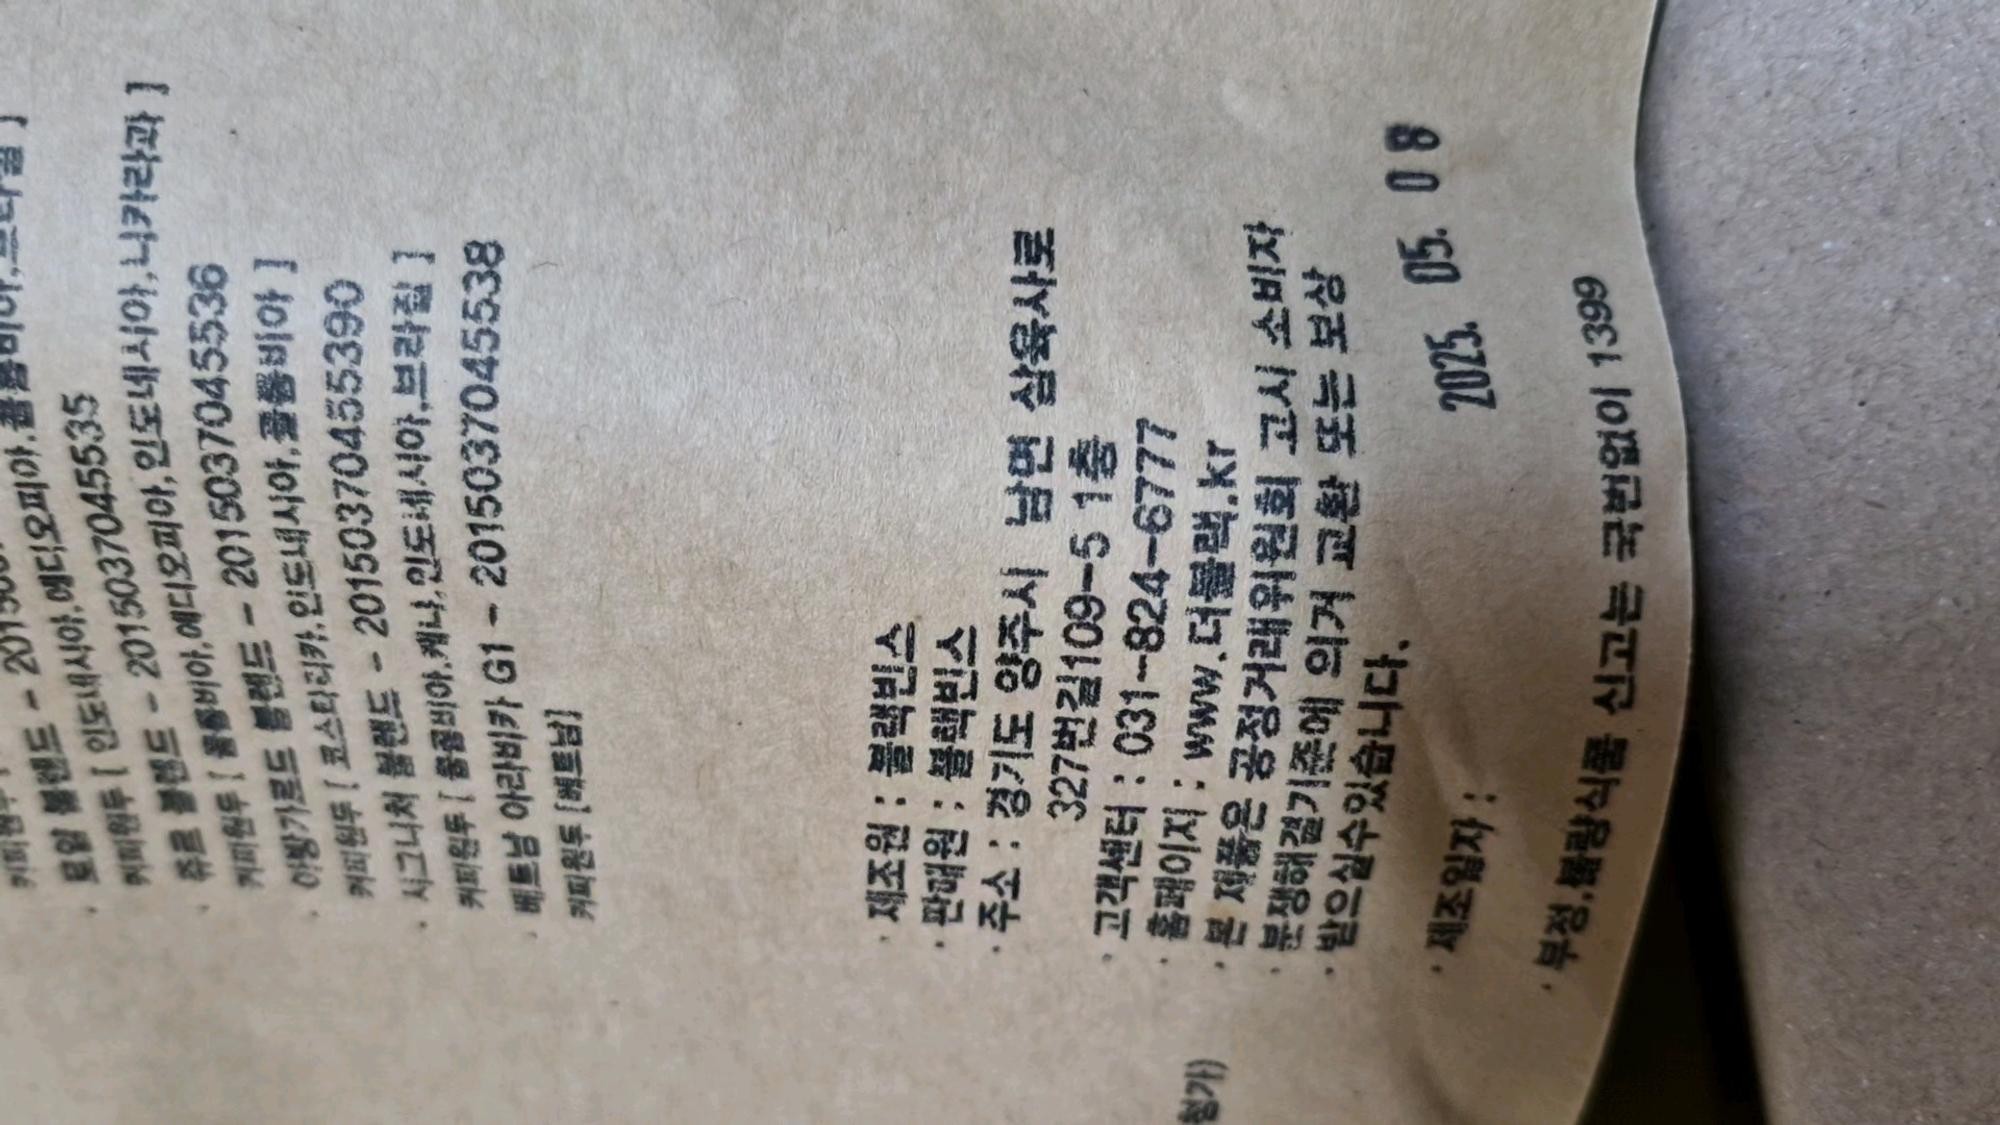 로얄 블렌드 - 2015037045535
커피원두 [ 인도네시아,에디오피아,콜롬비아,브라질 ]
· 쥬르 블렌드 - 2015037045536
커피원두 [ 콜롬비아,에디오피아,인도네시아,니카라과 ]
· 아방가르드 블렌드 - 2015037045536
커피원두 [ 코스타리카,인도네시아,콜롬비아 ]
· 시그니처 블렌드 - 2015037045539
커피원두 [ 콜롬비아,케냐,인도네시아,브라질 ]
· 베트남 아라비카 G1 - 2015037045538
커피원두 [베트남]
· 제조원 : 블랙빈스
· 판매원 : 블랙빈스
· 주소 : 경기도 양주시 남면 삼육사로
327번길109-5 1층
· 고객센터 : 031-824-6777
· 홈페이지 : www.더블랙.kr
· 본 제품은 공정거래위원회 고시 소비자
· 분쟁해결기준에 의거 교환 또는 보상
· 받으실수있습니다.
· 제조일자 : 2025. 05. 08
· 부정,불량식품 신고는 국번없이 1399
첨가)